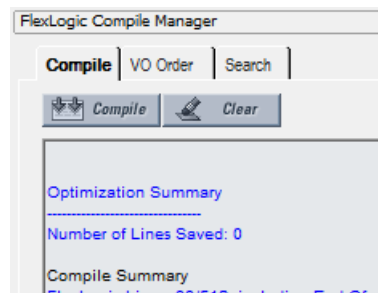 FlexLogic Compile Manager
Compile VO Order Search
Compile Clear
Optimization Summary
--------------------------------
Number of Lines Saved: 0
Compile Summary